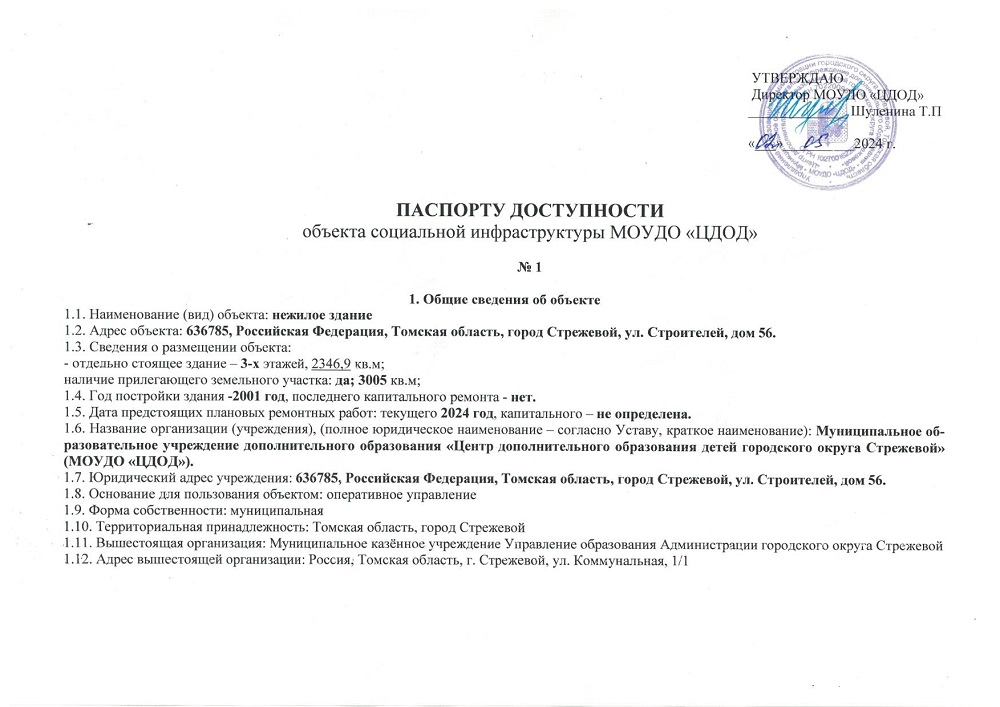 УТВЕРЖДАЮ
Директор МОУДО «ЦДОД»
Шуленина Т.П
«02» 05 2024 г.
ПАСПОРТУ ДОСТУПНОСТИ
объекта социальной инфраструктуры МОУДО «ЦДОД»
№ 1
1. Общие сведения об объекте
1.1. Наименование (вид) объекта: нежилое здание
1.2. Адрес объекта: 636785, Российская Федерация, Томская область, город Стрежевой, ул. Строителей, дом 56.
1.3. Сведения о размещении объекта:
- отдельно стоящее здание – 3-х этажей, 2346,9 кв.м;
наличие прилегающего земельного участка: да; 3005 кв.м;
1.4. Год постройки здания -2001 год, последнего капитального ремонта - нет.
1.5. Дата предстоящих плановых ремонтных работ: текущего 2024 год, капитального – не определена.
1.6. Название организации (учреждения), (полное юридическое наименование – согласно Уставу, краткое наименование): Муниципальное об-
разовательное учреждение дополнительного образования «Центр дополнительного образования детей городского округа Стрежевой»
(МОУДО «ЦДОД»).
1.7. Юридический адрес учреждения: 636785, Российская Федерация, Томская область, город Стрежевой, ул. Строителей, дом 56.
1.8. Основание для пользования объектом: оперативное управление
1.9. Форма собственности: муниципальная
1.10. Территориальная принадлежность: Томская область, город Стрежевой
1.11. Вышестоящая организация: Муниципальное казённое учреждение Управление образования Администрации городского округа Стрежевой
1.12. Адрес вышестоящей организации: Россия, Томская область, г. Стрежевой, ул. Коммунальная, 1/1